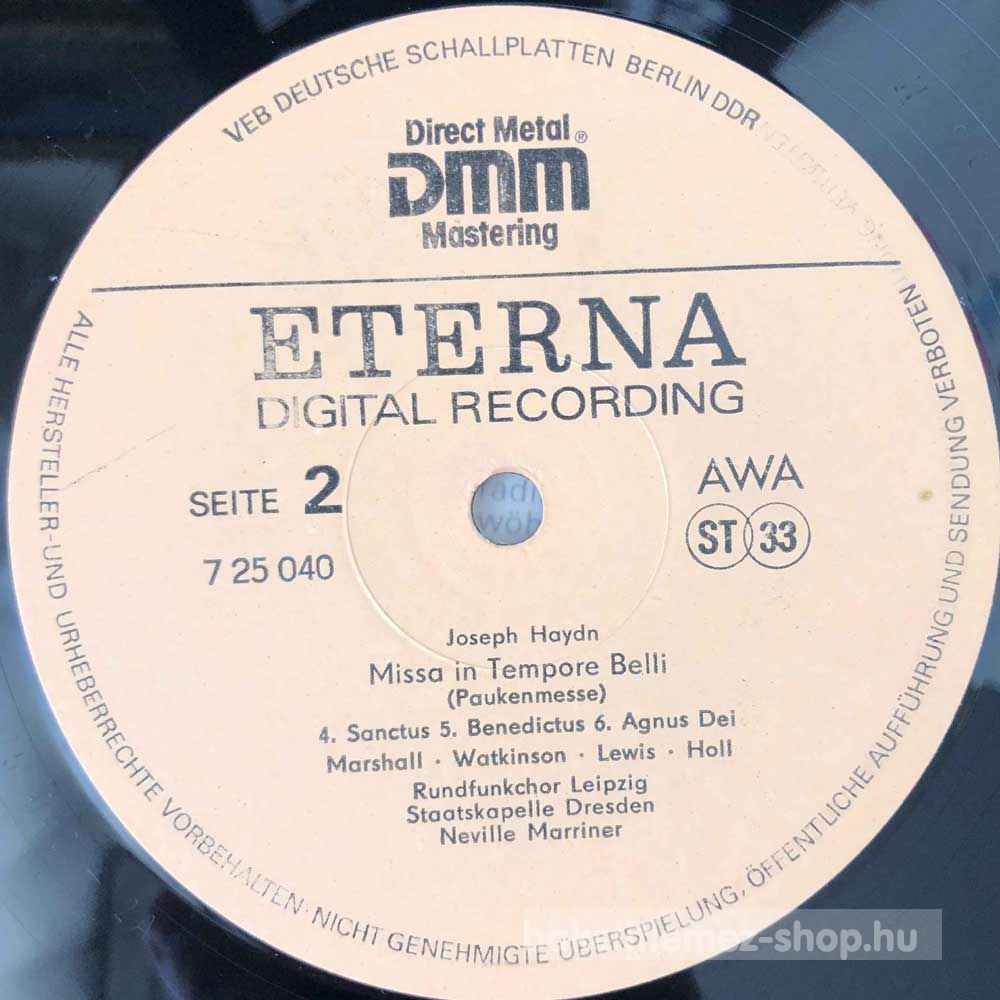 VEB DEUTSCHE SCHALLPLATTEN BERLIN DDR
Direct Metal ®
DMM
Mastering
ETERNA
DIGITAL RECORDING
SEITE 2
AWA
7 25 040
ST 33
Joseph Haydn
Missa in Tempore Belli
(Paukenmesse)
4. Sanctus 5. Benedictus 6. Agnus Dei
Marshall · Watkinson · Lewis · Holl
Rundfunkchor Leipzig
Staatskapelle Dresden
Neville Marriner
ALLE HERSTELLER-UND URHEBERRECHTE VORBEHALTEN · NICHT GENEHMIGTE ÜBERSPIELUNG, ÖFFENTLICHE AUFFÜHRUNG UND SENDUNG VERBOTEN